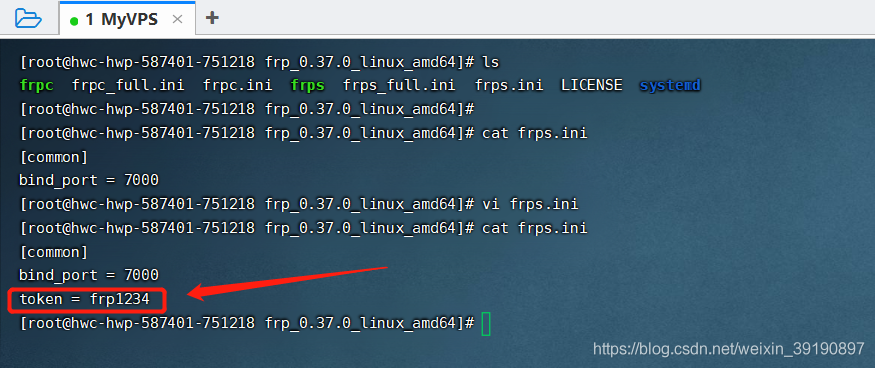 1 MyVPS × +
[root@hwc-hwp-587401-751218 frp_0.37.0_linux_amd64]# ls
frpc frpc_full.ini frpc.ini frps frps_full.ini frps.ini LICENSE systemd
[root@hwc-hwp-587401-751218 frp_0.37.0_linux_amd64]#
[root@hwc-hwp-587401-751218 frp_0.37.0_linux_amd64]# cat frps.ini
[common]
bind_port = 7000
[root@hwc-hwp-587401-751218 frp_0.37.0_linux_amd64]# vi frps.ini
[root@hwc-hwp-587401-751218 frp_0.37.0_linux_amd64]# cat frps.ini
[common]
bind_port = 7000
token = frp1234
[root@hwc-hwp-587401-751218 frp_0.37.0_linux_amd64]#
https://blog.csdn.net/weixin_39190897